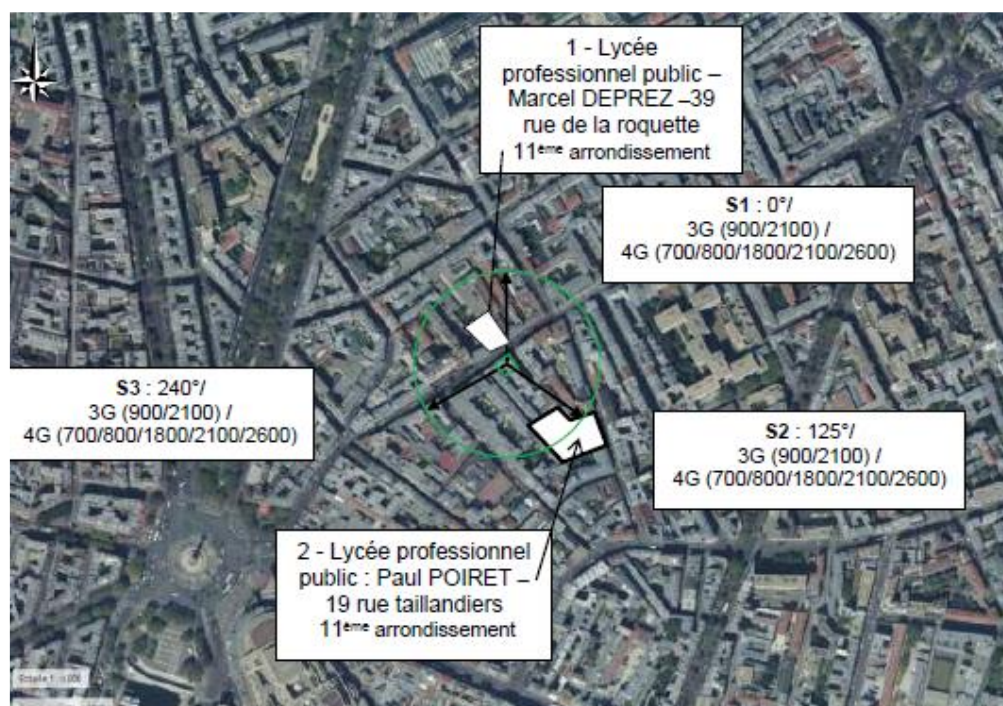 1 - Lycée
professionnel public –
Marcel DEPREZ –39
rue de la roquette
11ème arrondissement
S1 : 0°/
3G (900/2100) /
4G (700/800/1800/2100/2600)
S3 : 240°/
3G (900/2100) /
4G (700/800/1800/2100/2600)
S2 : 125°/
3G (900/2100) /
4G (700/800/1800/2100/2600)
2 - Lycée professionnel
public : Paul POIRET –
19 rue taillandiers
11ème arrondissement